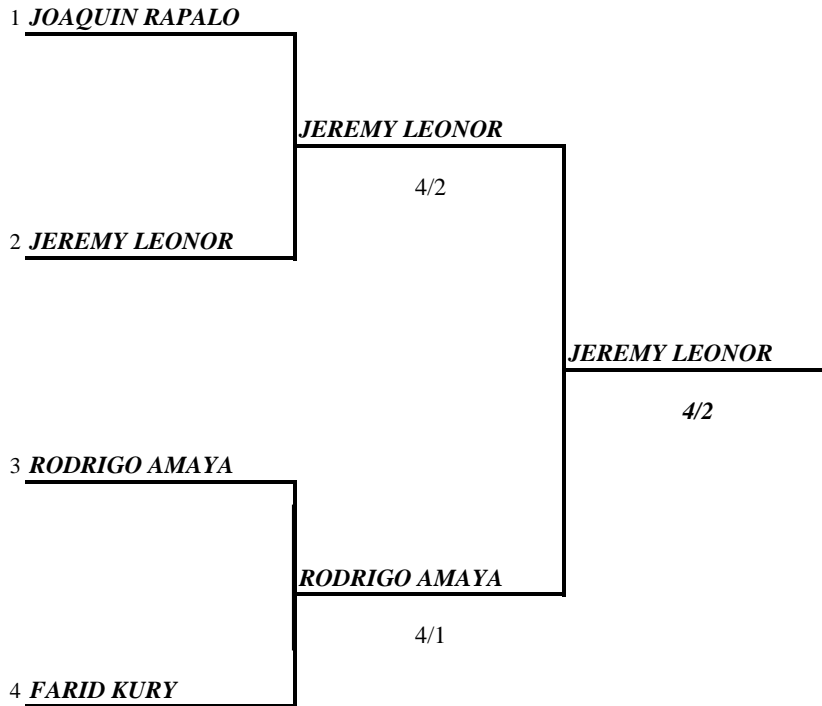 1 JOAQUIN RAPALO
JEREMY LEONOR
4/2
2 JEREMY LEONOR
JEREMY LEONOR
4/2
3 RODRIGO AMAYA
RODRIGO AMAYA
4/1
4 FARID KURY